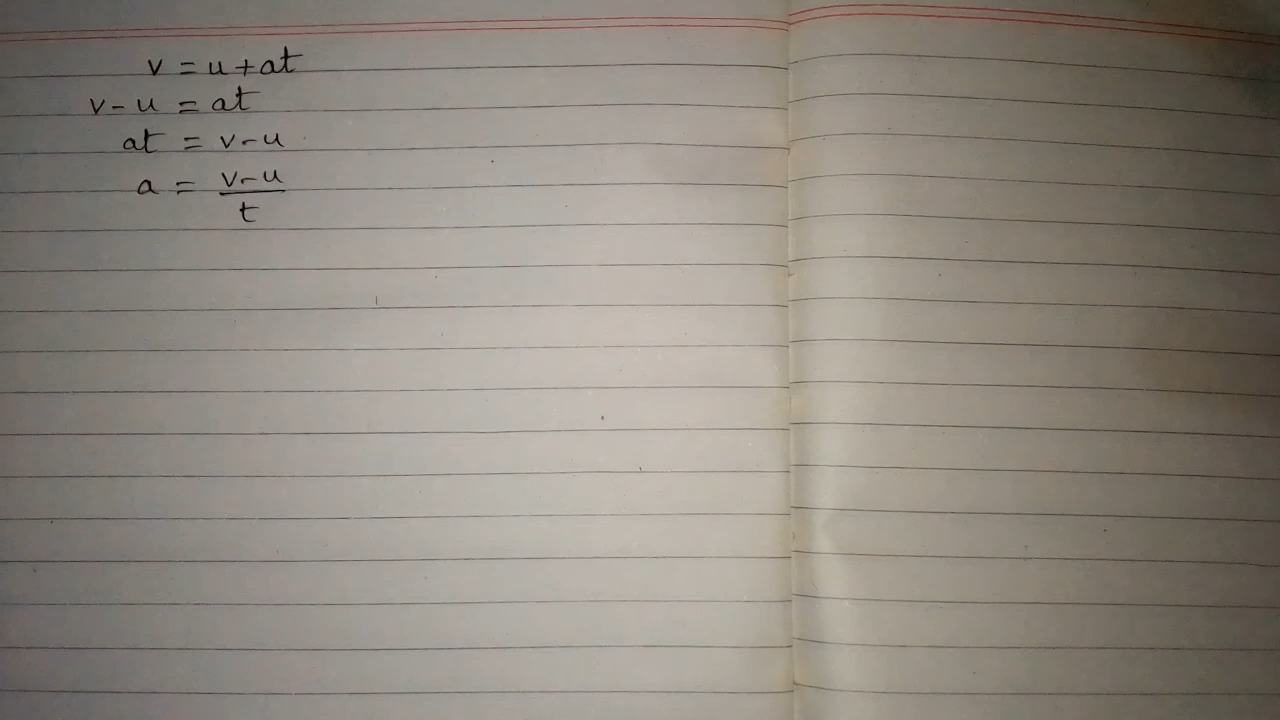 v = u + at
v - u = at
at = v - u
a = v - u / t